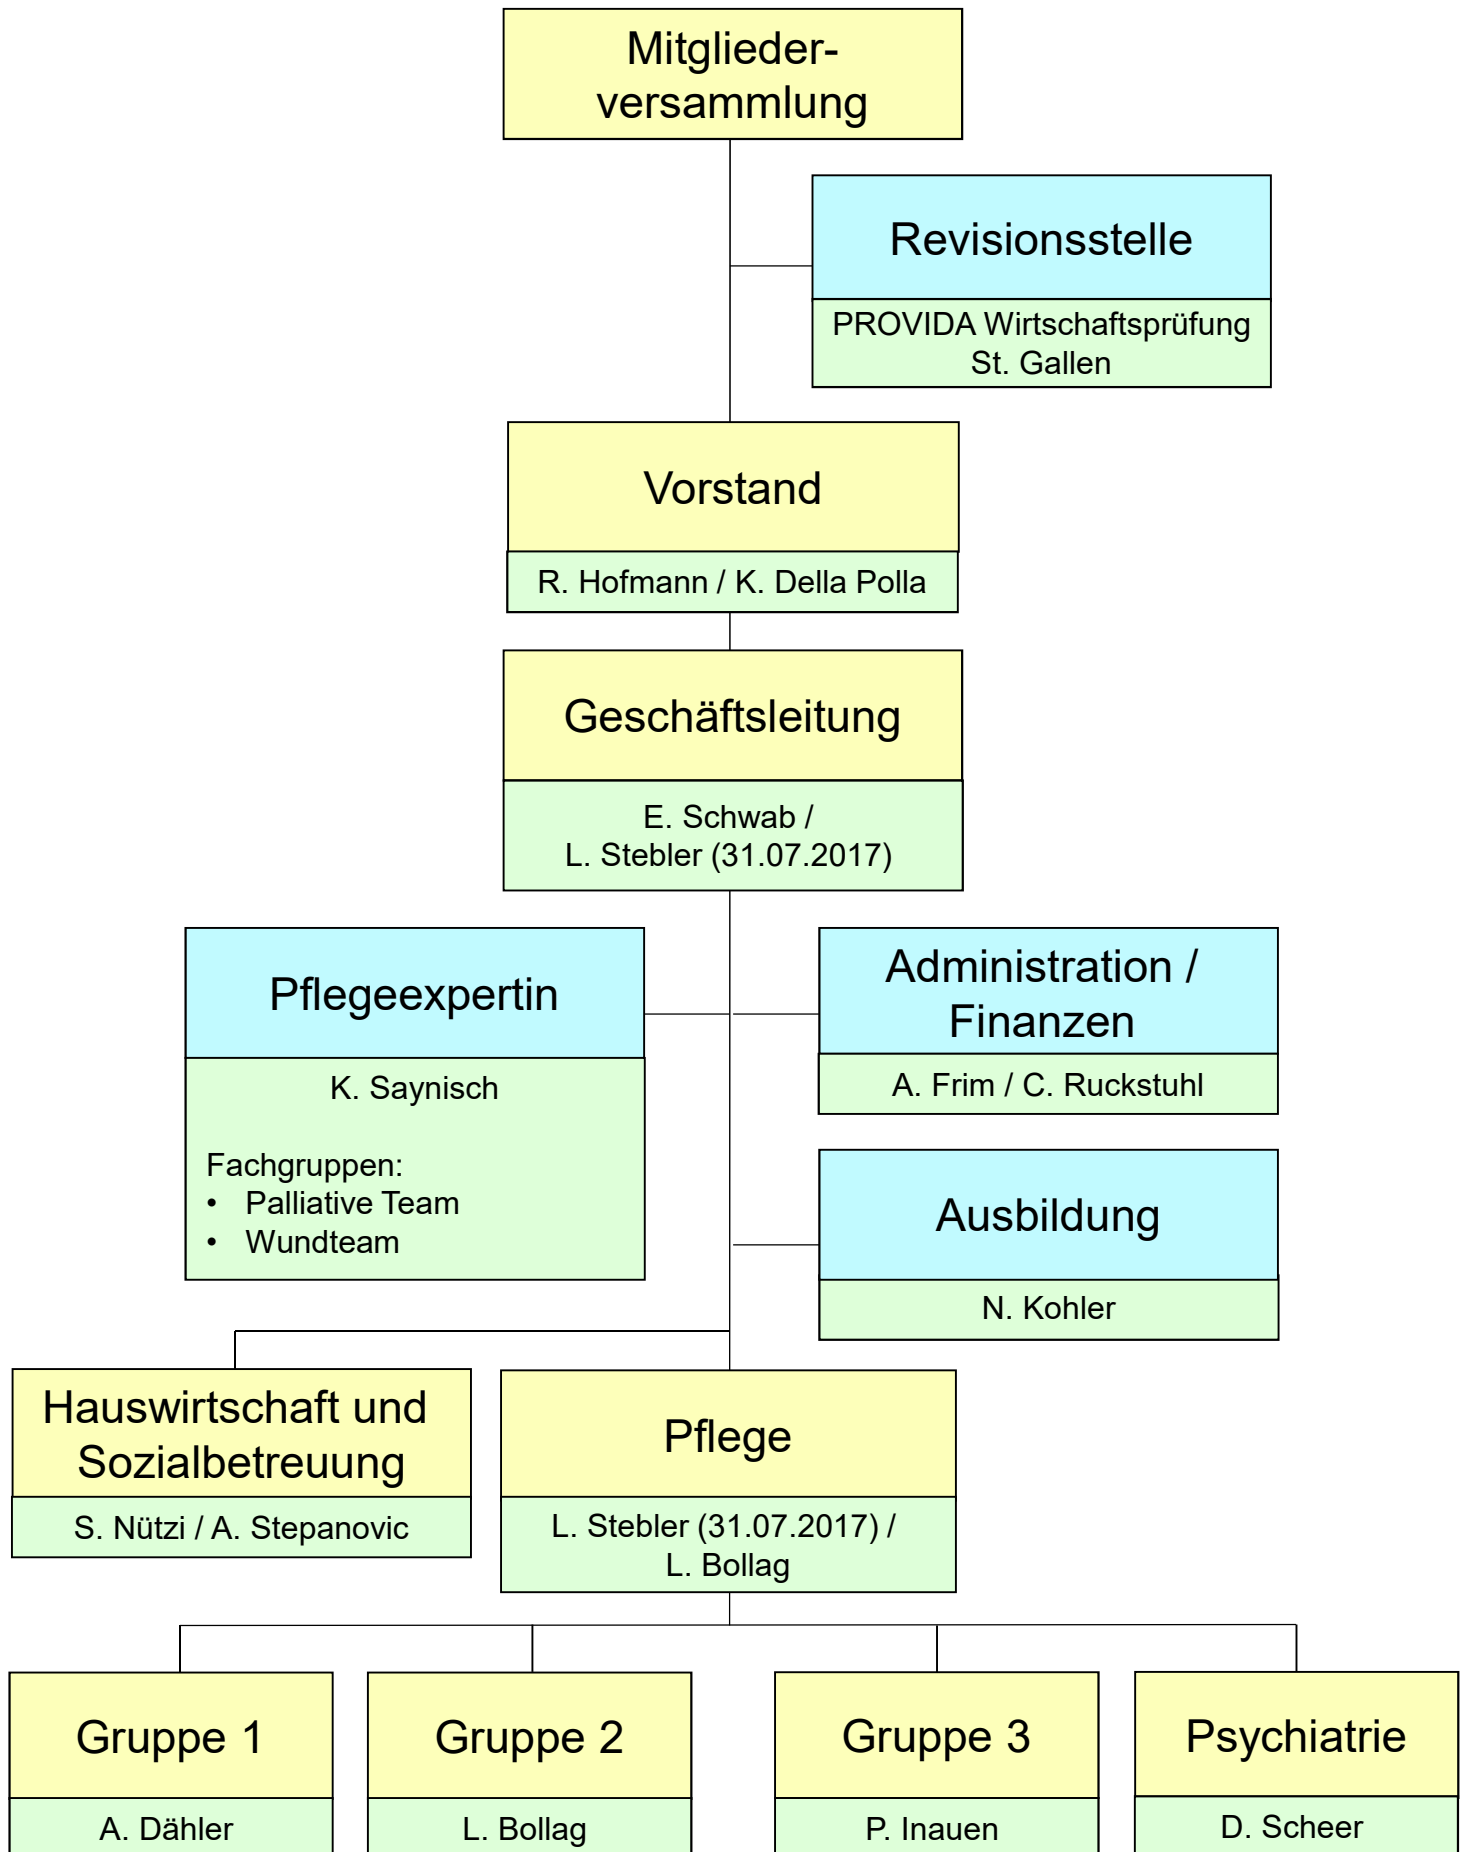 Mitglieder-
versammlung
Revisionsstelle
PROVIDA Wirtschaftsprüfung
St. Gallen
Vorstand
R. Hofmann / K. Della Polla
Geschäftsleitung
E. Schwab /
L. Stebler (31.07.2017)
Pflegeexpertin
K. Saynisch
Fachgruppen:
• Palliative Team
• Wundteam
Administration /
Finanzen
A. Frim / C. Ruckstuhl
Ausbildung
N. Kohler
Hauswirtschaft und
Sozialbetreuung
S. Nützi / A. Stepanovic
Pflege
L. Stebler (31.07.2017) /
L. Bollag
Gruppe 1
A. Dähler
Gruppe 2
L. Bollag
Gruppe 3
P. Inauen
Psychiatrie
D. Scheer